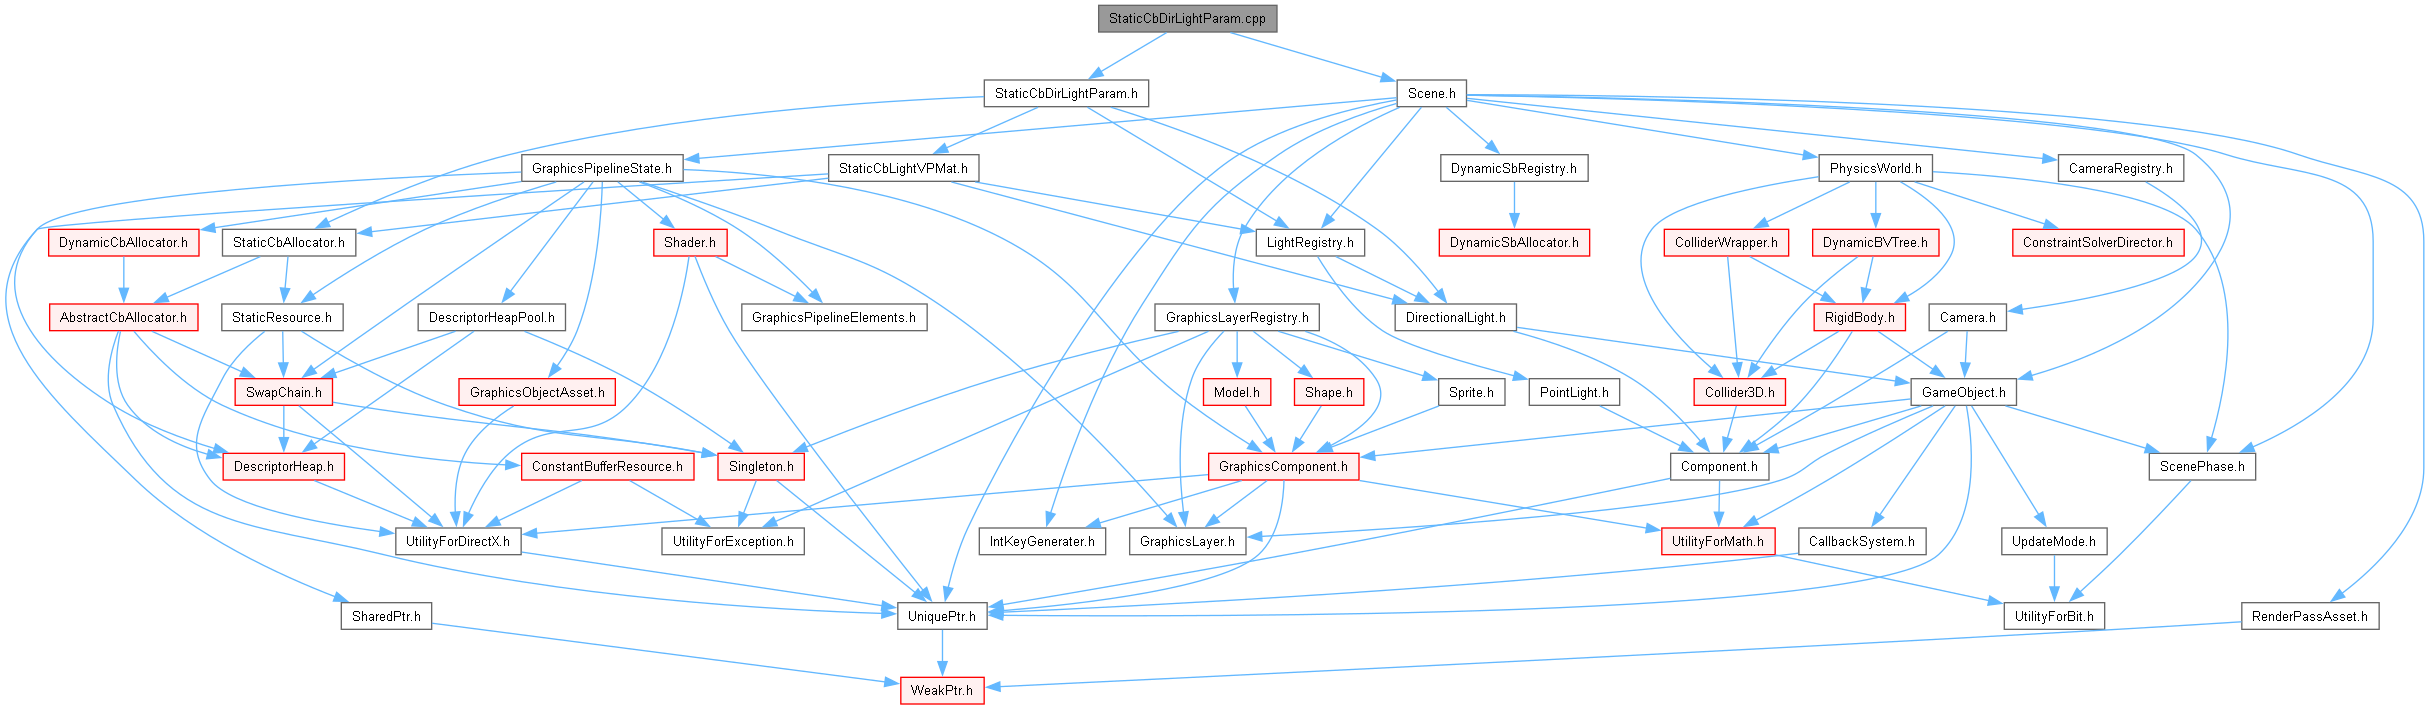 StaticCbDirLightParam.cpp
StaticCbDirLightParam.h
Scene.h
GraphicsPipelineState.h
StaticCbLightVPMat.h
DynamicSbRegistry.h
PhysicsWorld.h
CameraRegistry.h
DynamicCbAllocator.h
StaticCbAllocator.h
Shader.h
LightRegistry.h
DynamicSbAllocator.h
ColliderWrapper.h
DynamicBVTree.h
ConstraintSolverDirector.h
AbstractCbAllocator.h
StaticResource.h
DescriptorHeapPool.h
GraphicsPipelineElements.h
GraphicsLayerRegistry.h
DirectionalLight.h
RigidBody.h
Camera.h
SwapChain.h
GraphicsObjectAsset.h
Model.h
Shape.h
Sprite.h
PointLight.h
Collider3D.h
GameObject.h
DescriptorHeap.h
ConstantBufferResource.h
Singleton.h
GraphicsComponent.h
Component.h
ScenePhase.h
UtilityForDirectX.h
UtilityForException.h
IntKeyGenerater.h
GraphicsLayer.h
UtilityForMath.h
CallbackSystem.h
UpdateMode.h
SharedPtr.h
UniquePtr.h
UtilityForBit.h
RenderPassAsset.h
WeakPtr.h